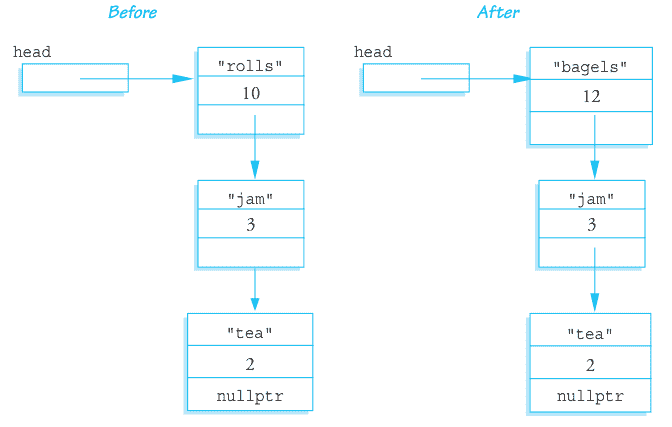 Before
head
"rolls"
10
"jam"
3
"tea"
2
nullptr
After
head
"bagels"
12
"jam"
3
"tea"
2
nullptr